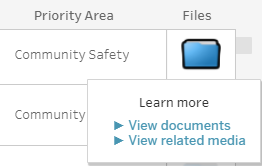 Priority Area Files
Community Safety
Learn more
Community
► View documents
► View related media